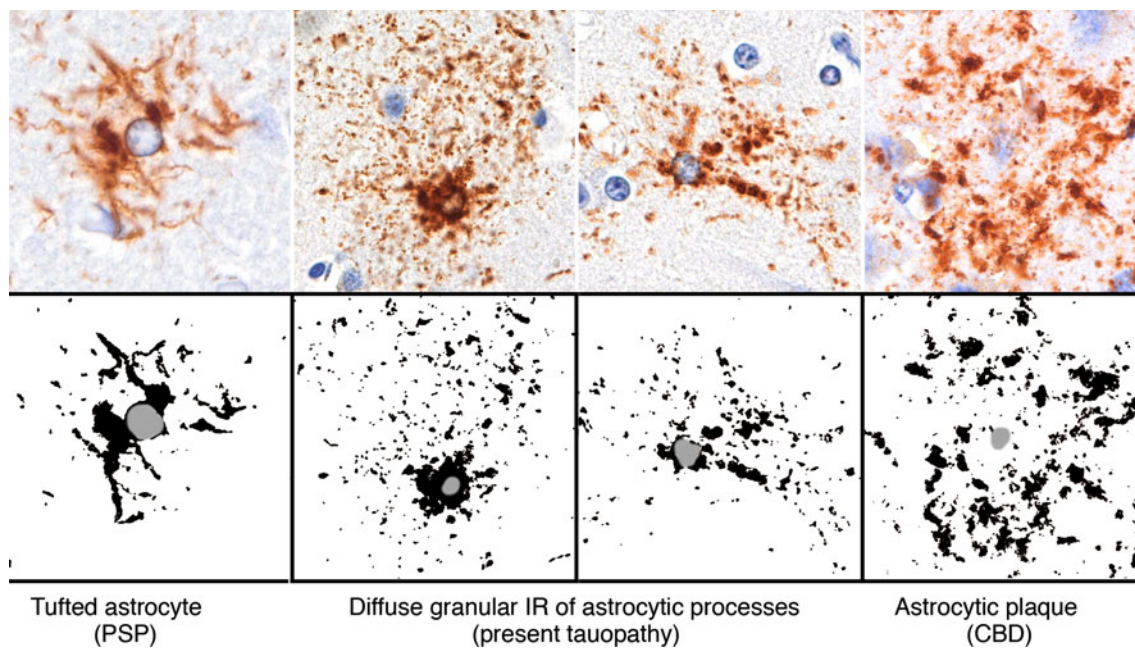 Tufted astrocyte
(PSP)
Diffuse granular IR of astrocytic processes
(present tauopathy)
Astrocytic plaque
(CBD)